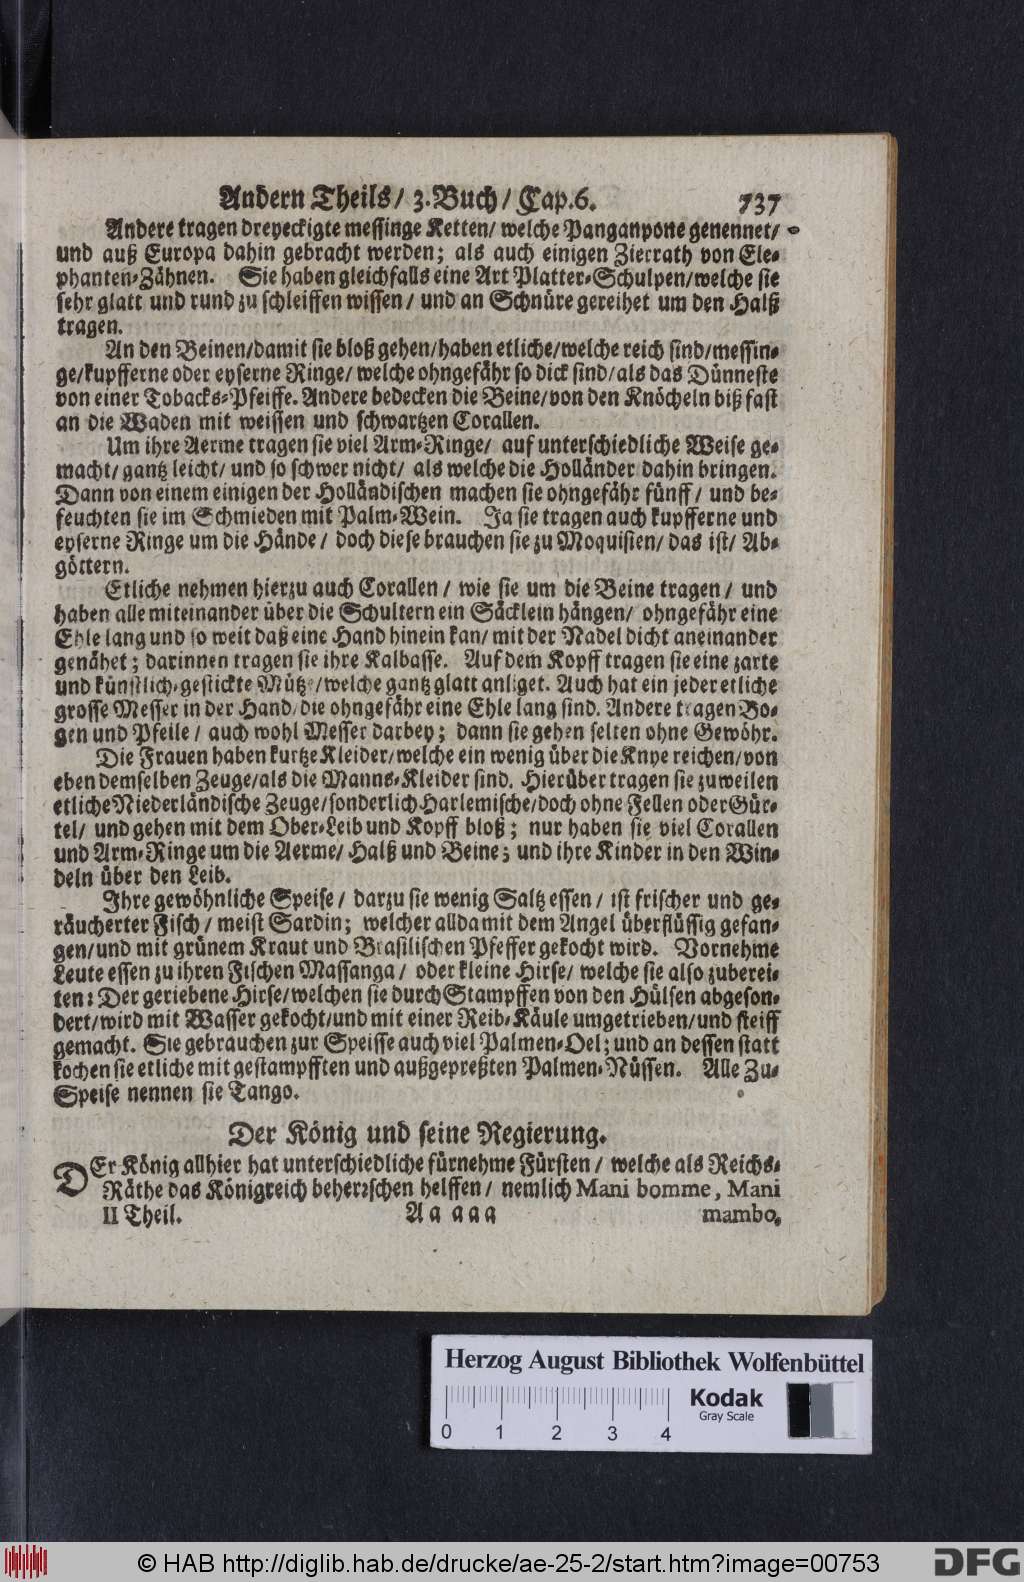 Andern Theils/ 3. Buch/ Cap. 6. 737
Andere tragen dreyeckigte messinge Ketten/ welche Panganpone genennet/
und auß Europa dahin gebracht werden; als auch einigen Zierrath von Ele-
phanten-Zähnen. Sie haben gleichfalls eine Art Platter-Schulpen/welche sie
sehr glatt und rund zu schleiffen wissen/ und an Schnüre gereihet um den Halß
tragen.
An den Beinen/damit sie bloß gehen/haben etliche/welche reich sind/messin-
ge/kupfferne oder eyserne Ringe/ welche ohngefähr so dick sind/als das Dünneste
von einer Tobacks-Pfeiffe. Andere bedecken die Beine/von den Knöcheln biß fast
an die Waden mit weissen und schwartzen Corallen.
Um ihre Aerme tragen sie viel Arm-Ringe/ auf unterschiedliche Weise ge-
macht/ gantz leicht/ und so schwer nicht/ als welche die Holländer dahin bringen.
Dann von einem einigen der Holländischen machen sie ohngefähr fünff/ und be-
feuchten sie im Schmieden mit Palm-Wein. Ja sie tragen auch kupfferne und
eyserne Ringe um die Hände/ doch diese brauchen sie zu Moquisien/ das ist/ Ab-
göttern.
Etliche nehmen hierzu auch Corallen/ wie sie um die Beine tragen/ und
haben alle miteinander über die Schultern ein Säcklein hängen/ ohngefähr eine
Ehle lang und so weit daß eine Hand hinein kan/ mit der Nadel dicht aneinander
genähet; darinnen tragen sie ihre Kalbasse. Auf dem Kopff tragen sie eine zarte
und künstlich-gestickte Mütze/welche gantz glatt anliget. Auch hat ein jeder etliche
grosse Messer in der Hand/die ohngefähr eine Ehle lang sind. Andere tragen Bo-
gen und Pfeile/ auch wohl Messer darbey; dann sie gehen selten ohne Gewöhr.
Die Frauen haben kurtze Kleider/welche ein wenig über die Knye reichen/von
eben demselben Zeuge/als die Manns-Kleider sind. Hierüber tragen sie zuweilen
etliche Niederländische Zeuge/sonderlich Harlemische/doch ohne Fellen oder Gür-
tel/ und gehen mit dem Ober-Leib und Kopff bloß; nur haben sie viel Corallen
und Arm-Ringe um die Aerme/ Halß und Beine; und ihre Kinder in den Win-
deln über den Leib.
Ihre gewöhnliche Speise/ darzu sie wenig Saltz essen/ ist frischer und ge-
räucherter Fisch/ meist Sardin; welcher allda mit dem Angel überflüssig gefan-
gen/und mit grünem Kraut und Brasilischen Pfeffer gekocht wird. Vornehme
Leute essen zu ihren Fischen Massanga/ oder kleine Hirse/ welche sie also zuberei-
ten: Der geriebene Hirse/welchen sie durch Stampffen von den Hülsen abgeson-
dert/wird mit Wasser gekocht/und mit einer Reib-Käule umgetrieben/und steiff
gemacht. Sie gebrauchen zur Speisse auch viel Palmen-Oel; und an dessen statt
kochen sie etliche mit gestampfften und außgepreßten Palmen-Nüssen. Alle Zu-
Speise nennen sie Tango.
Der König und seine Regierung.
DEr König allhier hat unterschiedliche fürnehme Fürsten/ welche als Reichs-
Räthe das Königreich beherrschen helffen/ nemlich Mani bomme, Mani
II Theil. Aa aaa mambo,
Herzog August Bibliothek Wolfenbüttel
Kodak
Gray Scale
0 1 2 3 4
© HAB http://diglib.hab.de/drucke/ae-25-2/start.htm?image=00753
DFG